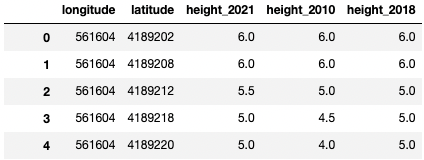 longitude latitude height_2021 height_2010 height_2018
0 561604 4189202 6.0 6.0 6.0
1 561604 4189208 6.0 6.0 6.0
2 561604 4189212 5.5 5.0 5.0
3 561604 4189218 5.0 4.5 5.0
4 561604 4189220 5.0 4.0 5.0